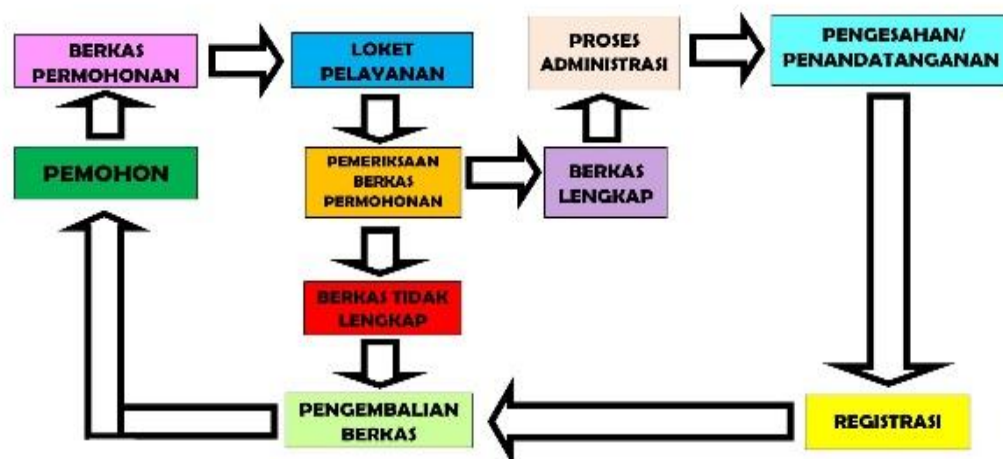 BERKAS
PERMOHONAN
LOKET
PELAYANAN
PROSES
ADMINISTRASI
PENGESAHAN/
PENANDATANGANAN
PEMOHON
PEMERIKSAAN
BERKAS
PERMOHONAN
BERKAS
LENGKAP
BERKAS TIDAK
LENGKAP
PENGEMBALIAN
BERKAS
REGISTRASI